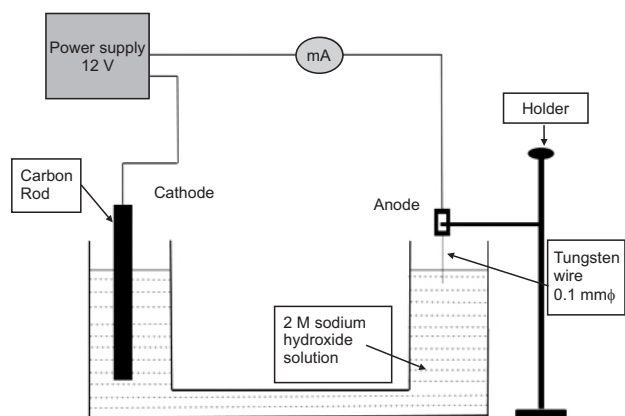 Power supply
12 V
mA
Holder
Carbon
Rod
Cathode
Anode
Tungsten
wire
0.1 mmϕ
2 M sodium
hydroxide
solution